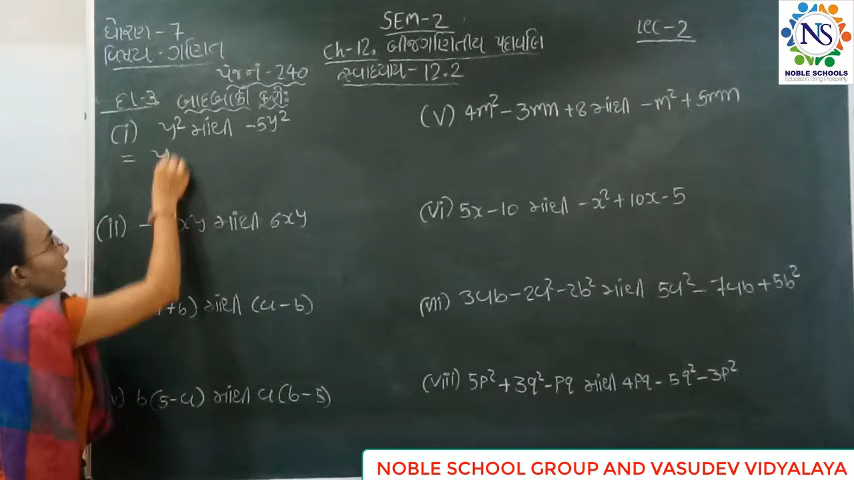 ધોરણ-7
વિષય-ગણિત
SEM-2
Ch-12. બીજગણિતીય પદાવલિ
lec-2
પેજ નં-240
સ્વાધ્યાય-12.2
દા-3. બાદબાકી કરો:
(i) y² માંથી -5y²
= y
(ii) - xy માંથી 6xy
+b) માંથી (a-b)
b(5-a) માંથી a(b-5)
(v) 4m²-3mn+8 માંથી -m²+5mn
(vi) 5x-10 માંથી -x²+10x-5
(vii) 3ab-2a²-2b² માંથી 5a²-7ab+5b²
(viii) 5p²+3q²-pq માંથી 4pq-5q²-3p²
NS
NOBLE SCHOOLS
NOBLE SCHOOL GROUP AND VASUDEV VIDYALAYA